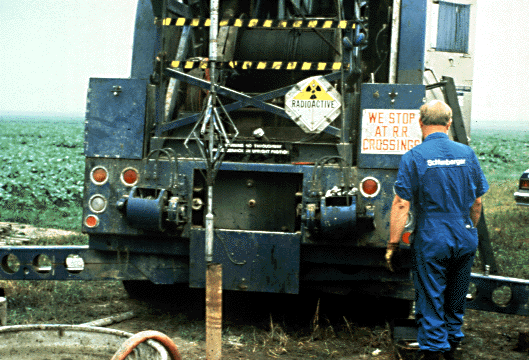 RADIOACTIVE
WE STOP
AT R.R.
CROSSINGS
Schlumberger